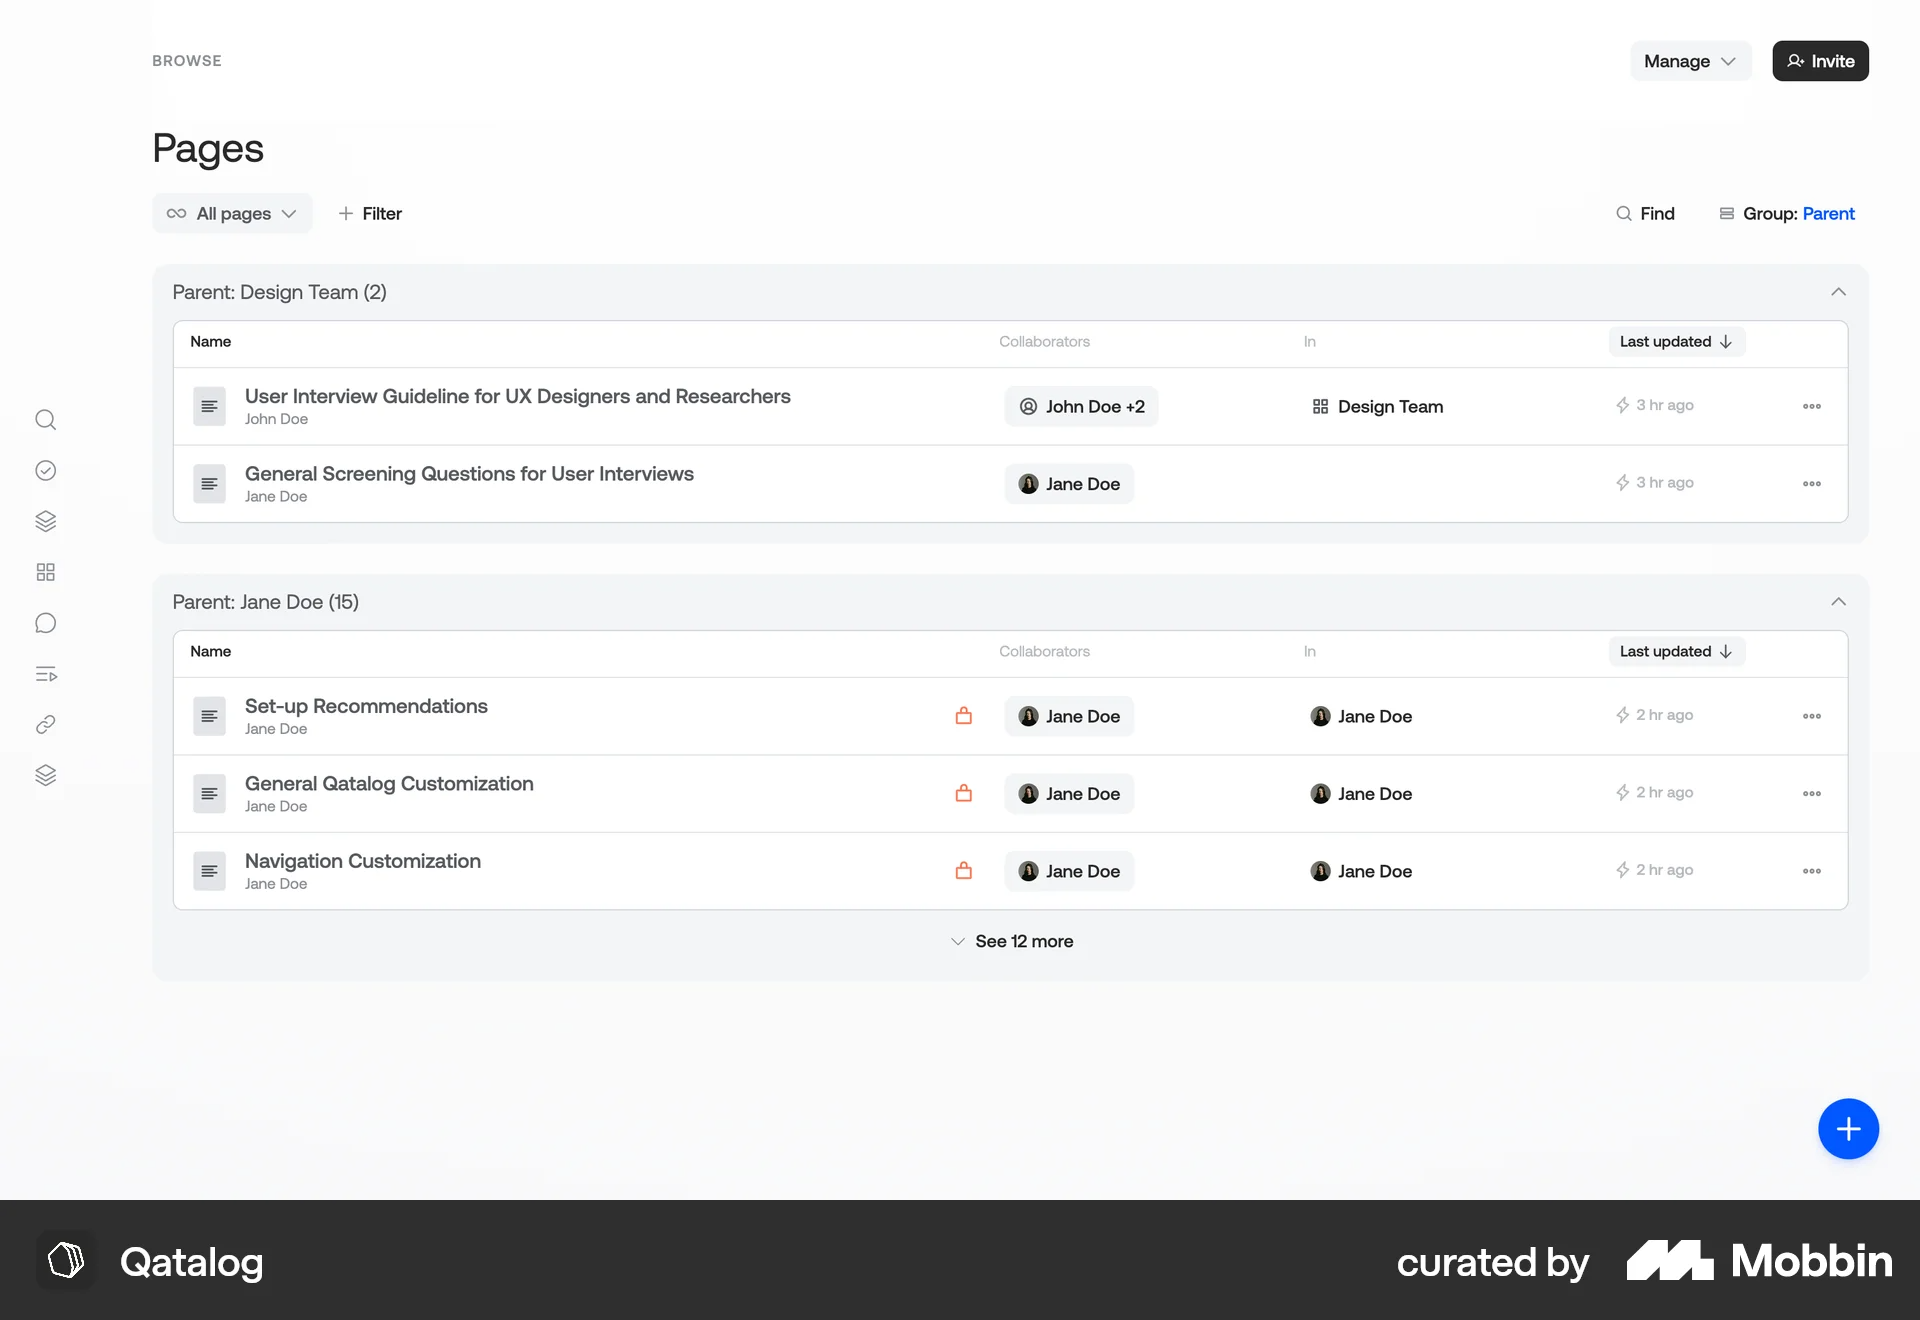 BROWSE
Manage
Invite
Pages
All pages
Filter
Find
Group: Parent
Parent: Design Team (2)
Name Collaborators In Last updated
User Interview Guideline for UX Designers and Researchers
John Doe
John Doe +2
Design Team
3 hr ago
General Screening Questions for User Interviews
Jane Doe
Jane Doe
3 hr ago
Parent: Jane Doe (15)
Name Collaborators In Last updated
Set-up Recommendations
Jane Doe
Jane Doe
Jane Doe
2 hr ago
General Qatalog Customization
Jane Doe
Jane Doe
Jane Doe
2 hr ago
Navigation Customization
Jane Doe
Jane Doe
Jane Doe
2 hr ago
See 12 more
Qatalog
curated by Mobbin